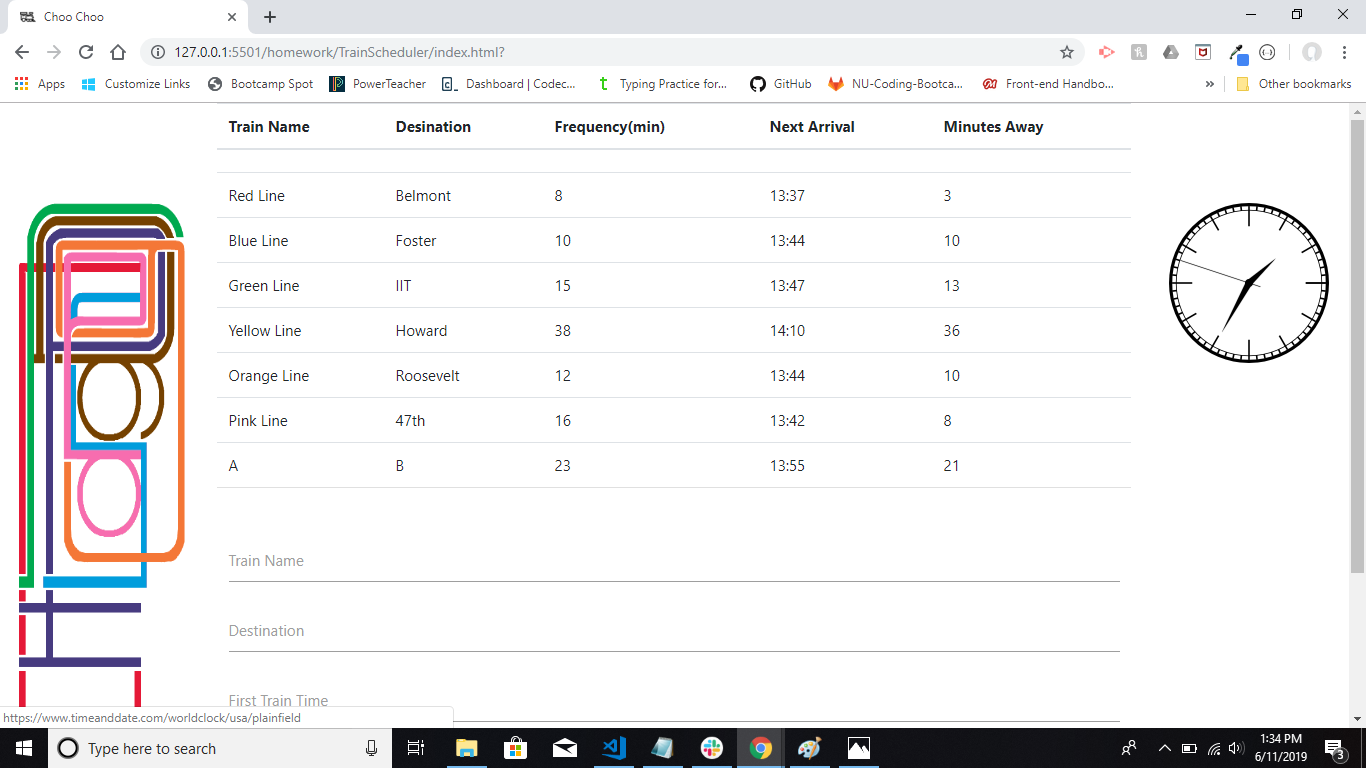 Choo Choo
127.0.0.1:5501/homework/TrainScheduler/index.html?
Apps Customize Links Bootcamp Spot PowerTeacher Dashboard | Codec... Typing Practice for... GitHub NU-Coding-Bootca... Front-end Handbo... » Other bookmarks
Train Name Desination Frequency(min) Next Arrival Minutes Away
Red Line Belmont 8 13:37 3
Blue Line Foster 10 13:44 10
Green Line IIT 15 13:47 13
Yellow Line Howard 38 14:10 36
Orange Line Roosevelt 12 13:44 10
Pink Line 47th 16 13:42 8
A B 23 13:55 21
Train Name
Destination
First Train Time
https://www.timeanddate.com/worldclock/usa/plainfield
Type here to search
1:34 PM
6/11/2019
3